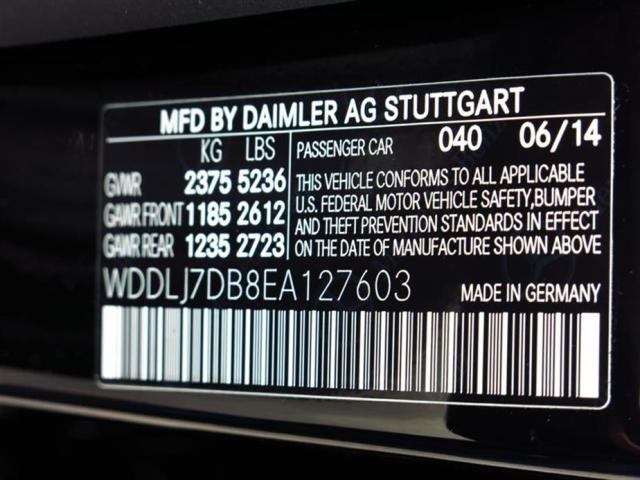 MFD BY DAIMLER AG STUTTGART
KG LBS PASSENGER CAR 040 06/14
GVWR 2375 5236
GAWR FRONT 1185 2612
GAWR REAR 1235 2723
THIS VEHICLE CONFORMS TO ALL APPLICABLE
U.S. FEDERAL MOTOR VEHICLE SAFETY,BUMPER
AND THEFT PREVENTION STANDARDS IN EFFECT
ON THE DATE OF MANUFACTURE SHOWN ABOVE
WDDLJ7DB8EA127603 MADE IN GERMANY